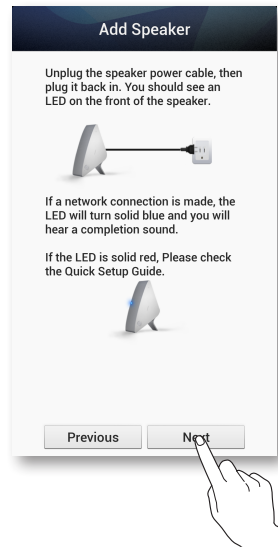 Add Speaker
Unplug the speaker power cable, then
plug it back in. You should see an
LED on the front of the speaker.
If a network connection is made, the
LED will turn solid blue and you will
hear a completion sound.
If the LED is solid red, Please check
the Quick Setup Guide.
Previous
Next